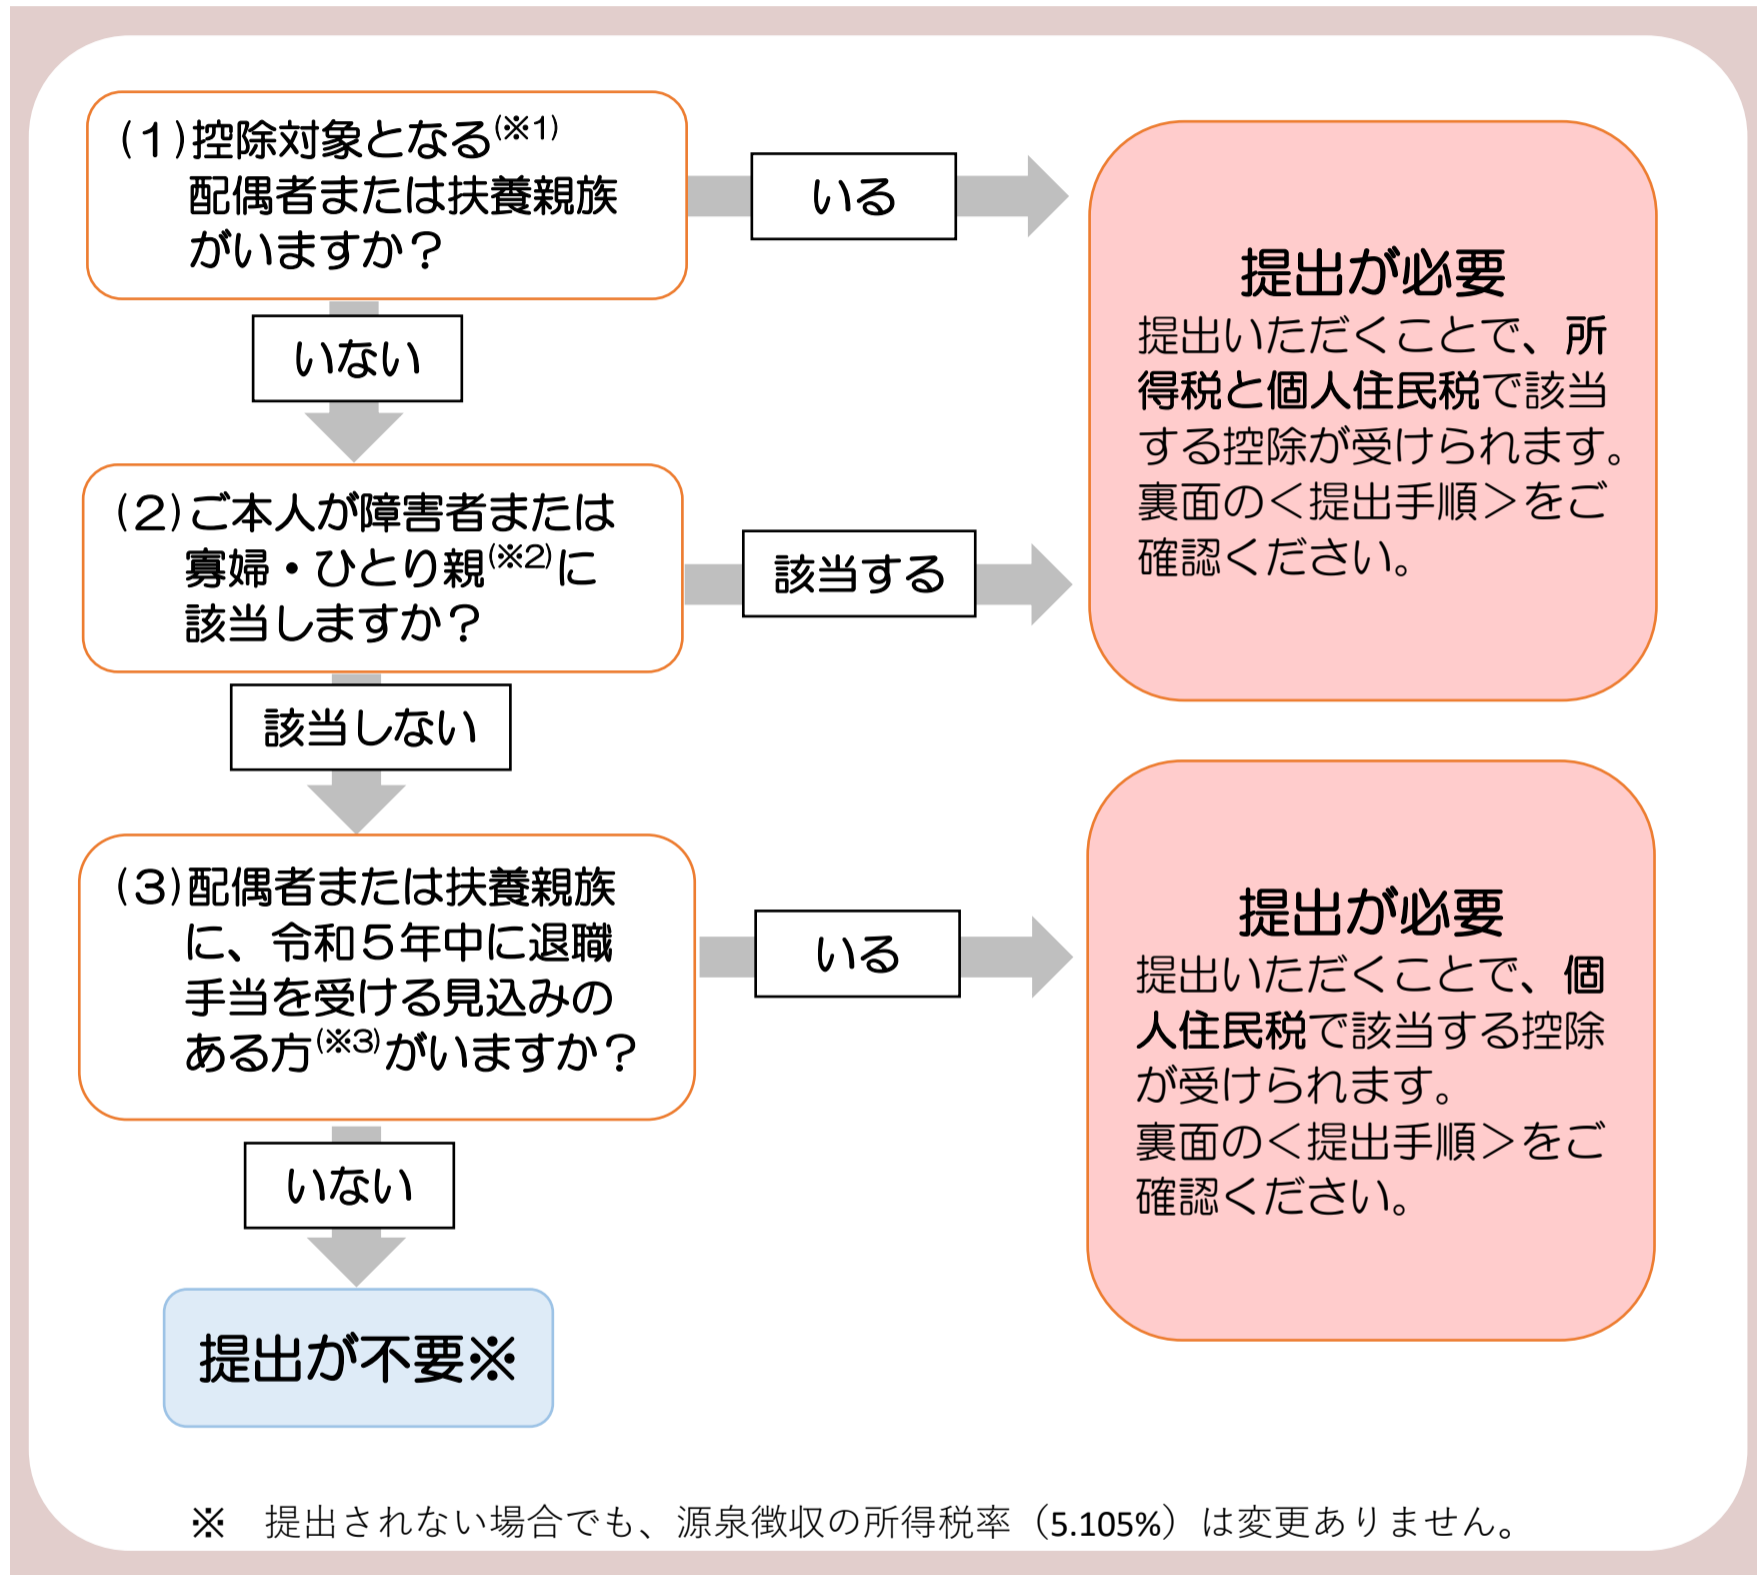 (1)控除対象となる(※1)
配偶者または扶養親族
がいますか？
いる
提出が必要
提出いただくことで、所
得税と個人住民税で該当
する控除が受けられます。
裏面の＜提出手順＞をご
確認ください。
いない
(2)ご本人が障害者または
寡婦・ひとり親(※2)に
該当しますか？
該当する
該当しない
(3)配偶者または扶養親族
に、令和５年中に退職
手当を受ける見込みの
ある方(※3)がいますか？
いる
提出が必要
提出いただくことで、個
人住民税で該当する控除
が受けられます。
裏面の＜提出手順＞をご
確認ください。
いない
提出が不要※
※　提出されない場合でも、源泉徴収の所得税率（5.105%）は変更ありません。